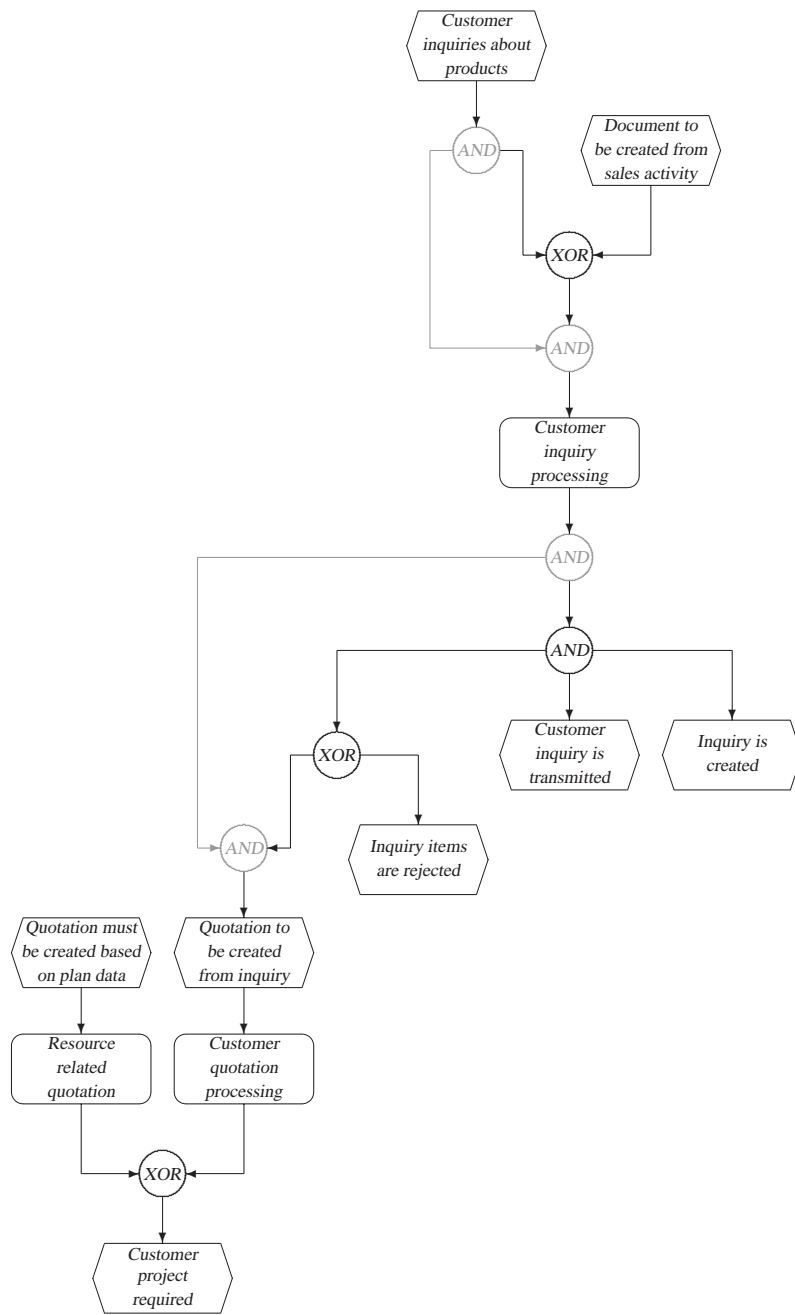 Customer
inquiries about
products
AND
Document to
be created from
sales activity
XOR
AND
Customer
inquiry
processing
AND
AND
Customer
inquiry is
transmitted
Inquiry is
created
XOR
AND
Inquiry items
are rejected
Quotation must
be created based
on plan data
Quotation to
be created
from inquiry
Resource
related
quotation
Customer
quotation
processing
XOR
Customer
project
required